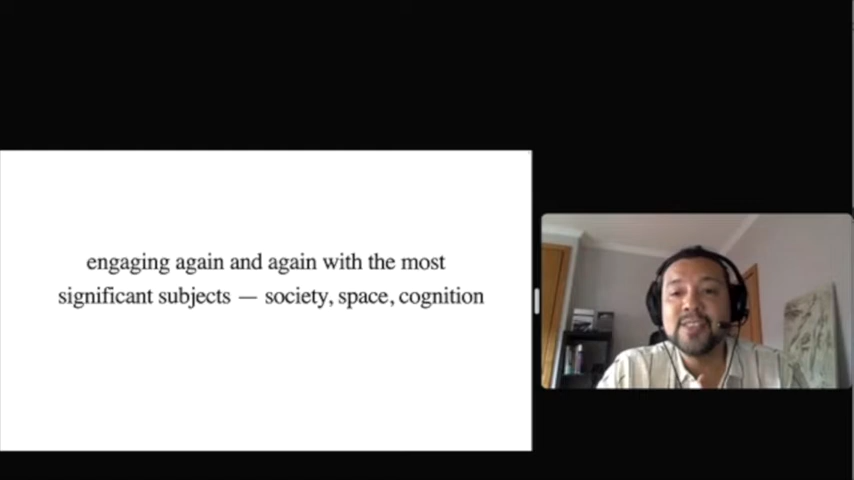 engaging again and again with the most
significant subjects — society, space, cognition